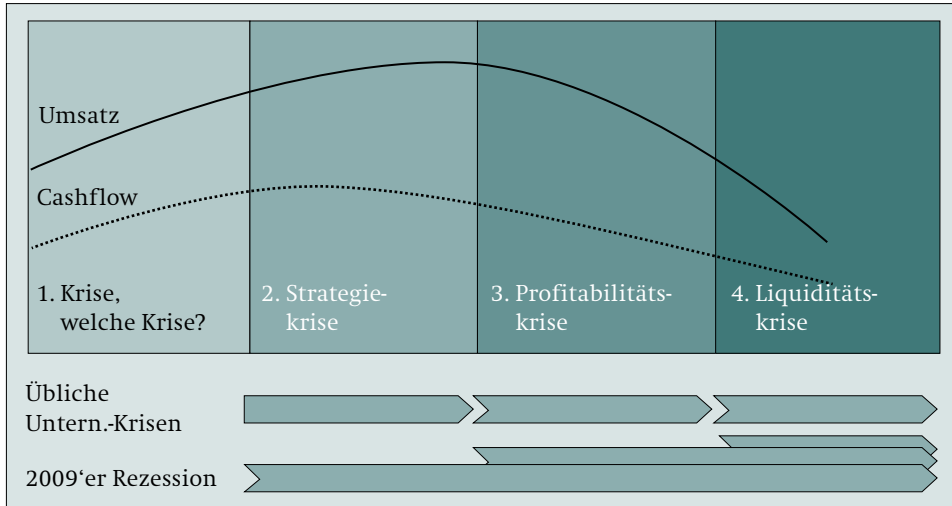 Umsatz
Cashflow
1. Krise,
welche Krise?
2. Strategie-
krise
3. Profitabilitäts-
krise
4. Liquiditäts-
krise
Übliche
Untern.-Krisen
2009‘er Rezession